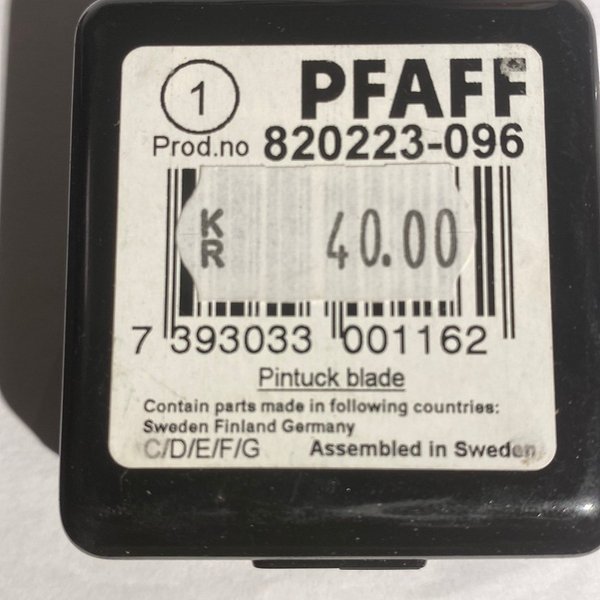 1 PFAFF
Prod.no 820223-096
KR 40.00
7 393033 001162
Pintuck blade
Contain parts made in following countries:
Sweden Finland Germany
C/D/E/F/G Assembled in Sweden